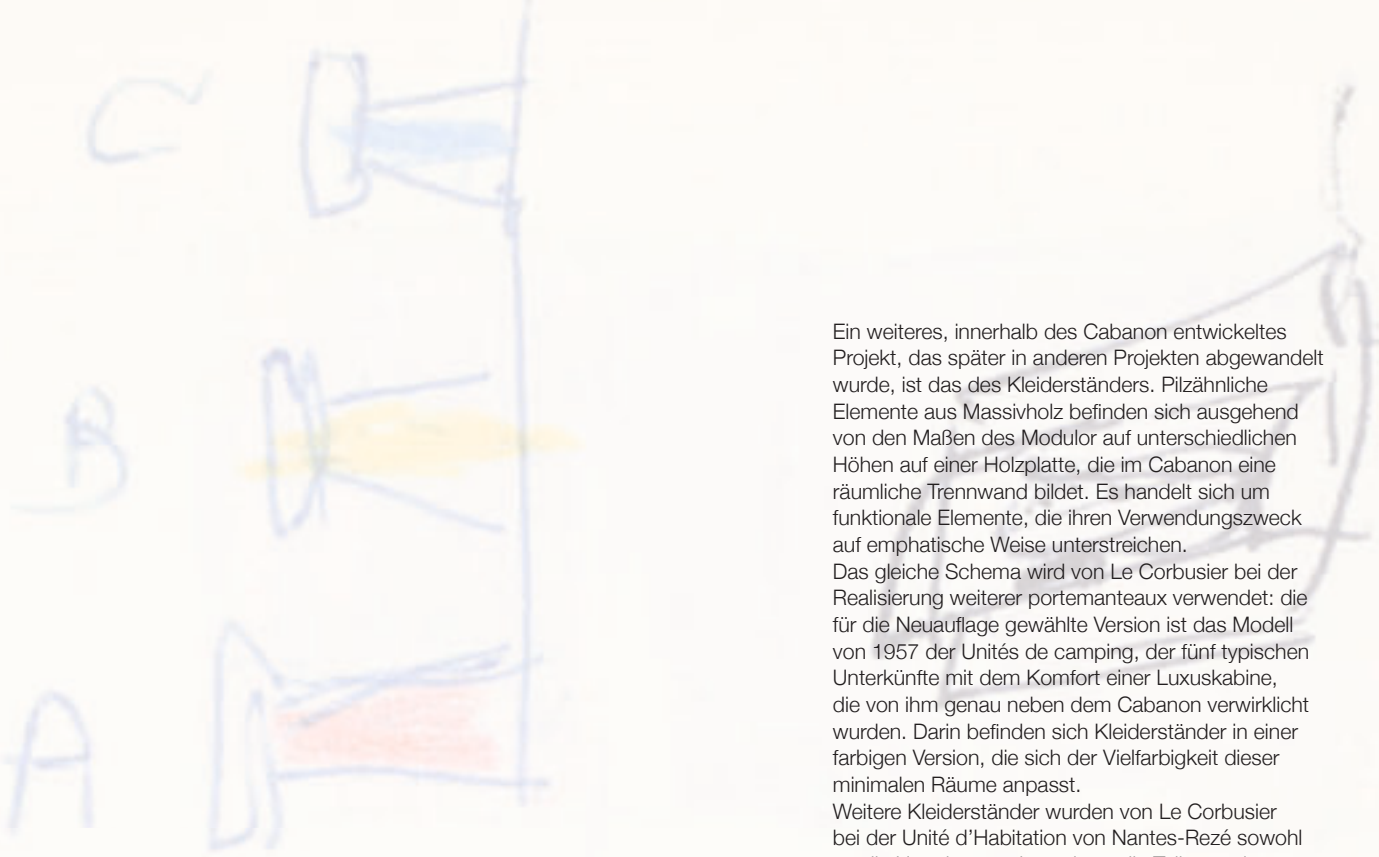 C
B
A
Ein weiteres, innerhalb des Cabanon entwickeltes
Projekt, das später in anderen Projekten abgewandelt
wurde, ist das des Kleiderständers. Pilzähnliche
Elemente aus Massivholz befinden sich ausgehend
von den Maßen des Modulor auf unterschiedlichen
Höhen auf einer Holzplatte, die im Cabanon eine
räumliche Trennwand bildet. Es handelt sich um
funktionale Elemente, die ihren Verwendungszweck
auf emphatische Weise unterstreichen.
Das gleiche Schema wird von Le Corbusier bei der
Realisierung weiterer portemanteaux verwendet: die
für die Neuauflage gewählte Version ist das Modell
von 1957 der Unités de camping, der fünf typischen
Unterkünfte mit dem Komfort einer Luxuskabine,
die von ihm genau neben dem Cabanon verwirklicht
wurden. Darin befinden sich Kleiderständer in einer
farbigen Version, die sich der Vielfarbigkeit dieser
minimalen Räume anpasst.
Weitere Kleiderständer wurden von Le Corbusier
bei der Unité d’Habitation von Nantes-Rezé sowohl